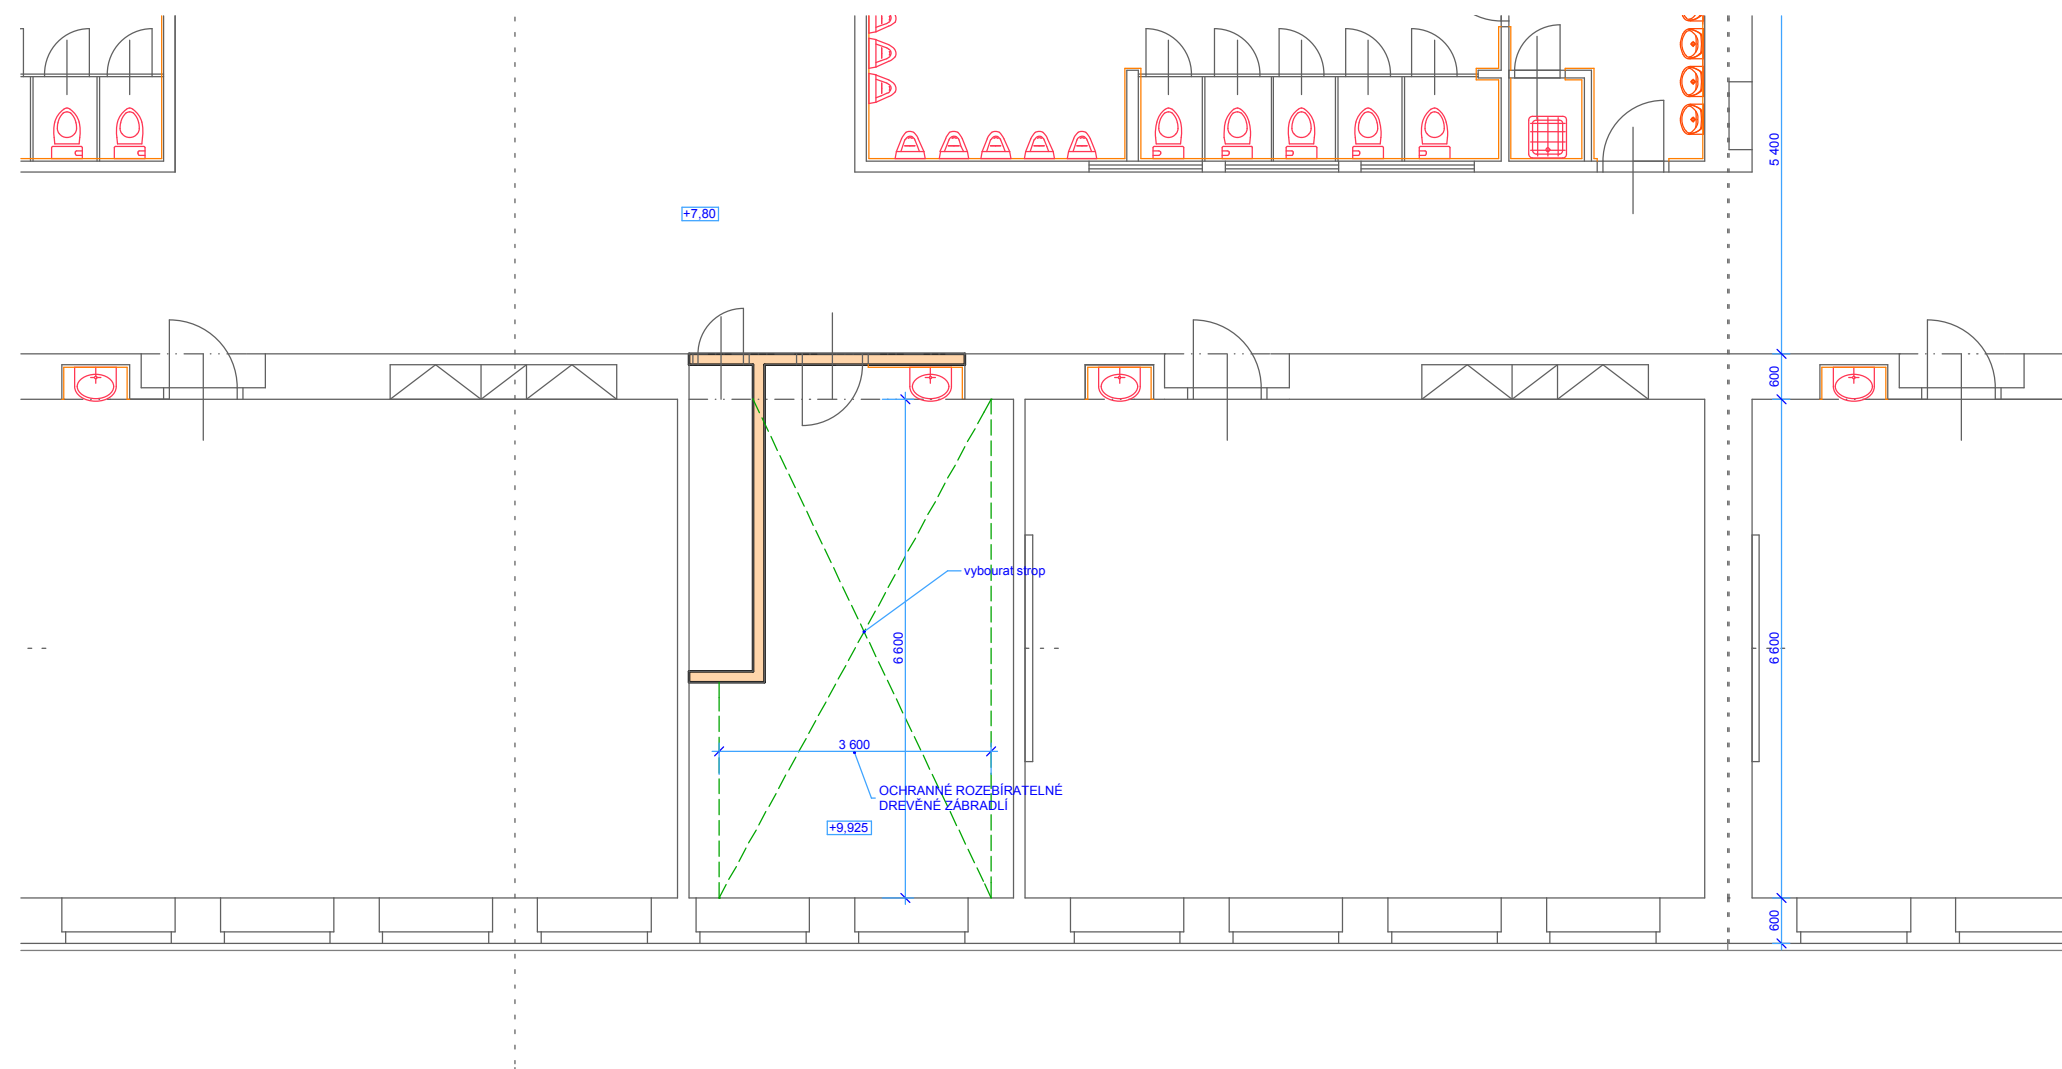 5 400
+7,80
600
vybourat strop
6 600
6 600
3 600
OCHRANNÉ ROZEBÍRATELNÉ
DREVĚNÉ ZÁBRADLÍ
+9,925
600